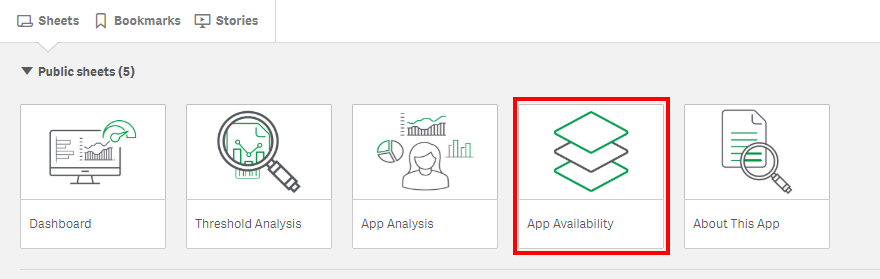 Sheets Bookmarks Stories
Public sheets (5)
Dashboard Threshold Analysis App Analysis App Availability About This App